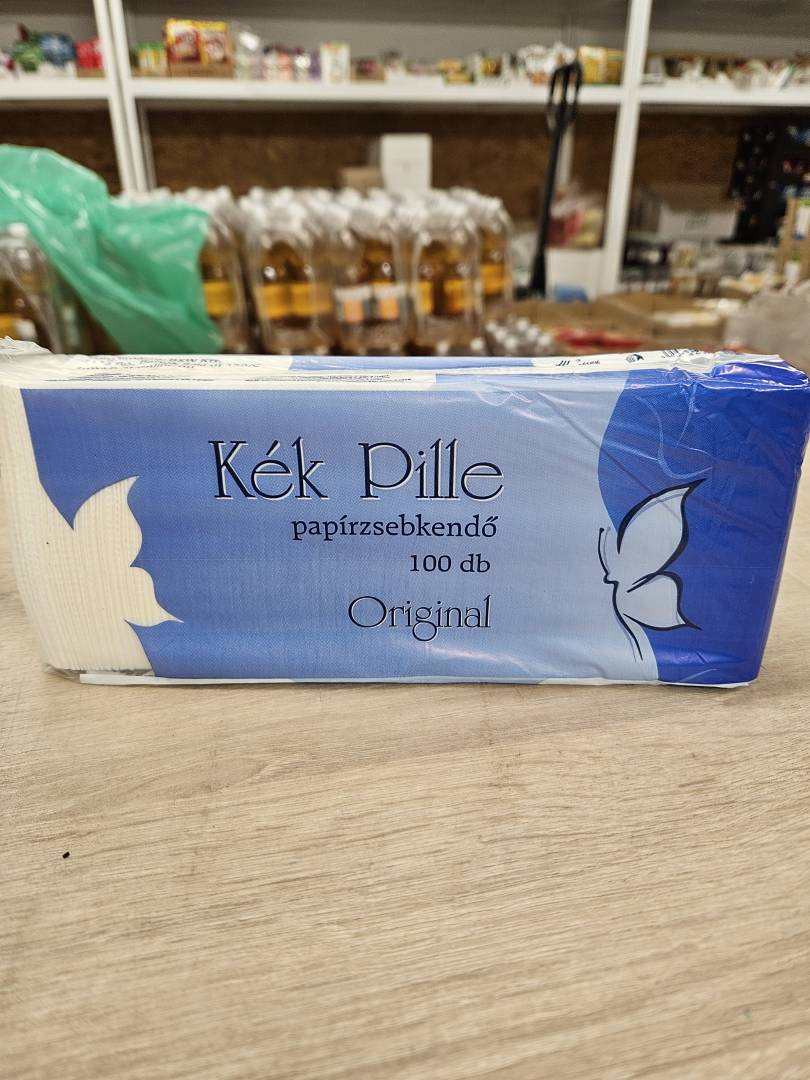 Kék Pille
papírzsebkendő
100 db
Original